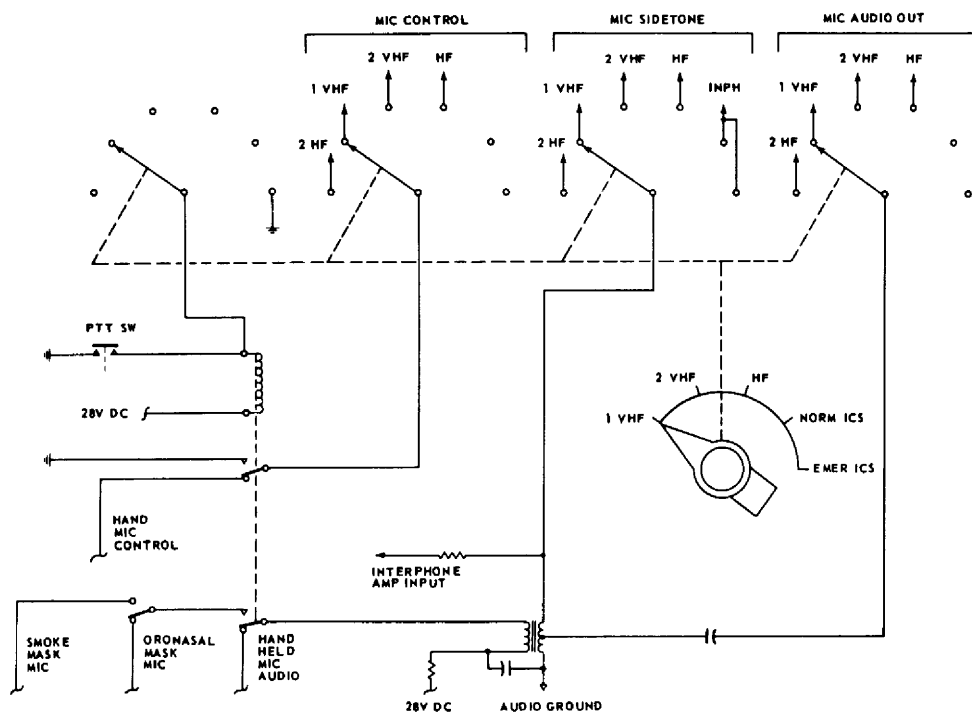 MIC CONTROL
MIC SIDETONE
MIC AUDIO OUT
2 VHF
HF
2 VHF
HF
2 VHF
HF
1 VHF
1 VHF
INPH
1 VHF
2 HF
2 HF
2 HF
PTT SW
28V DC
2 VHF
HF
1 VHF
NORM ICS
EMER ICS
HAND
MIC
CONTROL
INTERPHONE
AMP INPUT
SMOKE
MASK
MIC
ORONASAL
MASK
MIC
HAND
HELD
MIC
AUDIO
28V DC
AUDIO GROUND